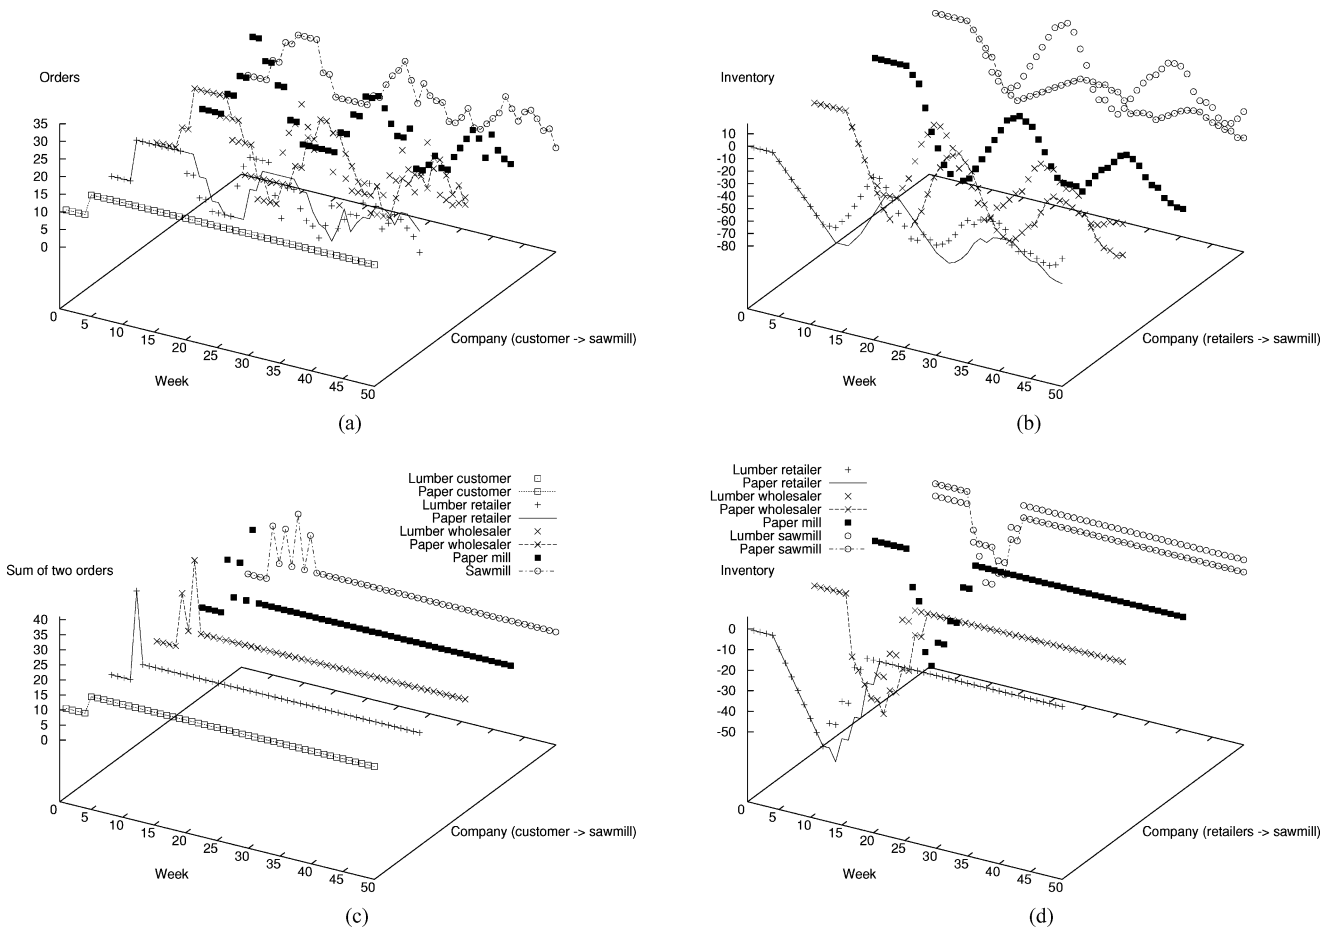 Orders
35
30
25
20
15
10
5
0
0
5
10
15
20
25
30
35
40
45
50
Week
Company (customer -> sawmill)
(a)
Inventory
10
0
-10
-20
-30
-40
-50
-60
-70
-80
0
5
10
15
20
25
30
35
40
45
50
Week
Company (retailers -> sawmill)
(b)
Lumber customer
Paper customer
Lumber retailer
Paper retailer
Lumber wholesaler
Paper wholesaler
Paper mill
Sawmill
Sum of two orders
40
35
30
25
20
15
10
5
0
0
5
10
15
20
25
30
35
40
45
50
Week
Company (customer -> sawmill)
(c)
Lumber retailer
Paper retailer
Lumber wholesaler
Paper wholesaler
Paper mill
Lumber sawmill
Paper sawmill
Inventory
0
-10
-20
-30
-40
-50
0
5
10
15
20
25
30
35
40
45
50
Week
Company (retailers -> sawmill)
(d)